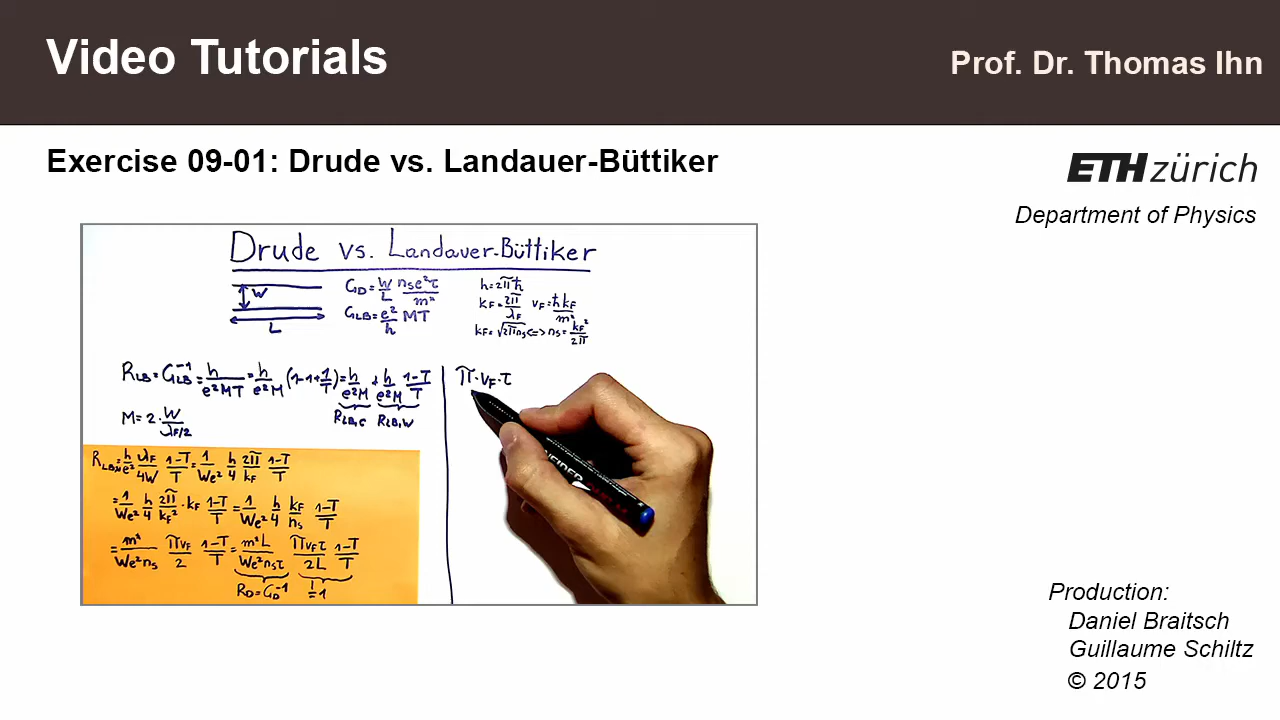 Video Tutorials
Prof. Dr. Thomas Ihn
Exercise 09-01: Drude vs. Landauer-Büttiker
ETH zürich
Department of Physics
Drude vs. Landauer-Büttiker
W
L
G_D = W/L n_s e²τ/m*
G_LB = e²/h MT
h = 2πħ
k_F = 2π/λ_F v_F = ħk_F/m*
k_F = √2πn_s <=> n_s = k_F²/2π
R_LB = G_LB⁻¹ = h/e²MT = h/e²M (1-1+1/T) = h/e²M + h/e²M 1-T/T
R_LB,C R_LB,W
M = 2 · W/λ_F/2
π · v_F · τ
R_LB,W = h/e² λ_F/4W 1-T/T = 1/We² h/4 2π/k_F 1-T/T
= 1/We² h/4 2π/k_F² · k_F 1-T/T = 1/We² h/4 k_F/n_s 1-T/T
= m*/We²n_s πv_F/2 1-T/T = m*L/We²n_sτ πv_Fτ/2L 1-T/T
R_D = G_D⁻¹ != 1
Production:
Daniel Braitsch
Guillaume Schiltz
© 2015